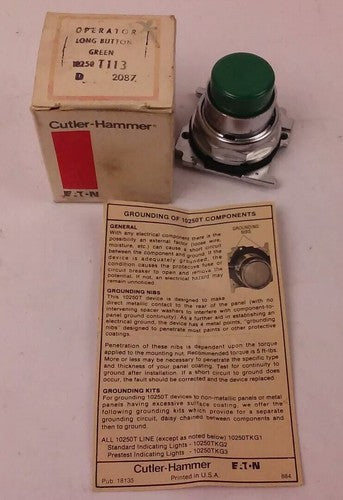 OPERATOR
LONG BUTTON
GREEN
10250 T113
D 2087
Cutler-Hammer
E·T·N
GROUNDING OF 10250T COMPONENTS
GENERAL
With any electrical component there is the
possibility an external factor (loose wire,
moisture, etc.) can cause a short circuit
between the component and ground. If the
device is adequately grounded, the
condition causes the protective fuse or
circuit breaker to open and remove the
potential. If not, an electrical hazard may
remain unnoticed.
GROUNDING
NIBS
GROUNDING NIBS
This 10250T device is designed to make
direct metallic contact to the rear of the panel (with no
intervening spacer washers to interfere with component-to-
panel ground continuity). As a further aid in establishing an
electrical ground, the device has a metal points, "grounding
nibs" designed to penetrate most paints or other protective
coatings.
Penetration of these nibs is dependent upon the torque
applied to the mounting nut. Recommended torque is 5 ft-lbs.
More or less may be necessary to penetrate the specific type
and thickness of your panel coating. Test for continuity to
ground after installation. If a short circuit to ground does
occur, the fault should be corrected and the device replaced.
GROUNDING KITS
For grounding 10250T devices to non-metallic panels or metal
panels having excessive surface coating, we offer the
following grounding kits which provide for a separate
grounding circuit, daisy chained between components and
then to ground.
ALL 10250T LINE (except as noted below) 10250TKG1
Standard Indicating Lights - 10250TKG2
Prestest Indicating Lights - 10250TKG3
Cutler-Hammer E·T·N
Pub. 18135 Printed in U.S.A. 884